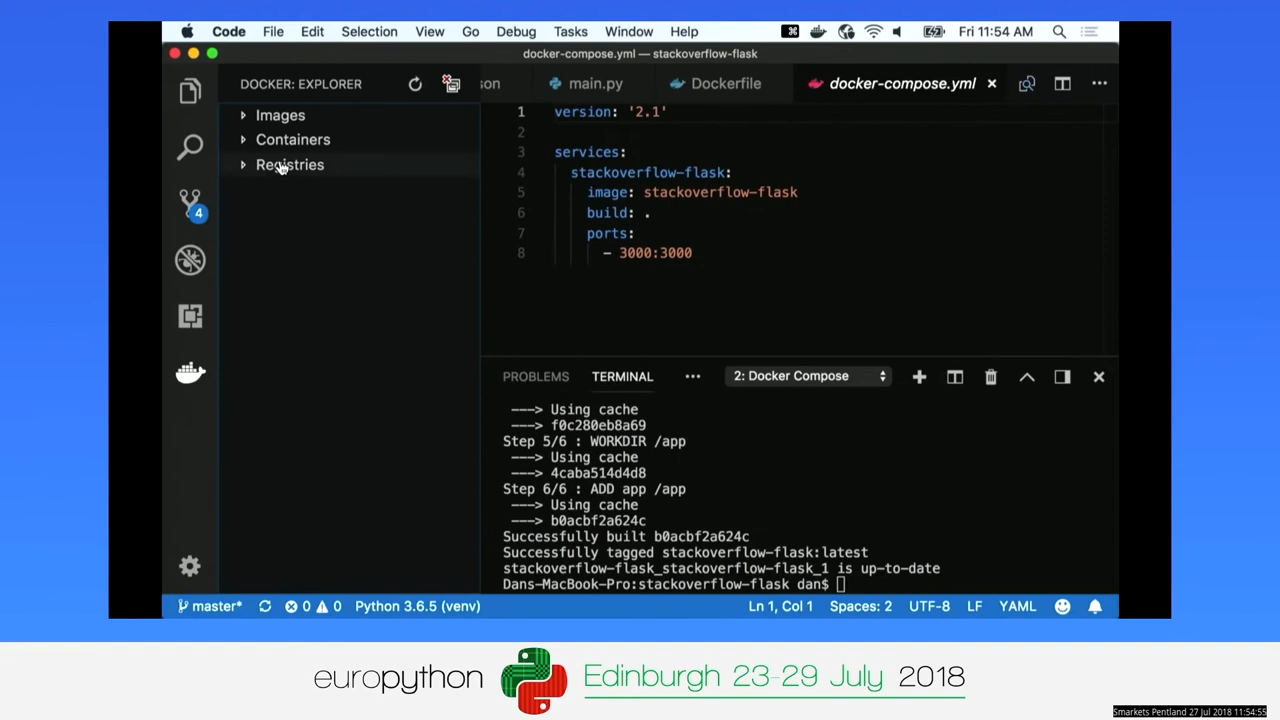 Code File Edit Selection View Go Debug Tasks Window Help Fri 11:54 AM
docker-compose.yml — stackoverflow-flask
DOCKER: EXPLORER
son main.py Dockerfile docker-compose.yml
Images
Containers
Registries
4
1 version: '2.1'
2
3 services:
4 stackoverflow-flask:
5 image: stackoverflow-flask
6 build: .
7 ports:
8 - 3000:3000
PROBLEMS TERMINAL 2: Docker Compose
---> Using cache
---> f0c280eb8a69
Step 5/6 : WORKDIR /app
---> Using cache
---> 4caba514d4d8
Step 6/6 : ADD app /app
---> Using cache
---> b0acbf2a624c
Successfully built b0acbf2a624c
Successfully tagged stackoverflow-flask:latest
stackoverflow-flask_stackoverflow-flask_1 is up-to-date
Dans-MacBook-Pro:stackoverflow-flask dan$
master* 0 0 Python 3.6.5 (venv) Ln 1, Col 1 Spaces: 2 UTF-8 LF YAML
europython Edinburgh 23-29 July 2018
Smarkets Pentland 27 Jul 2018 11:54:55